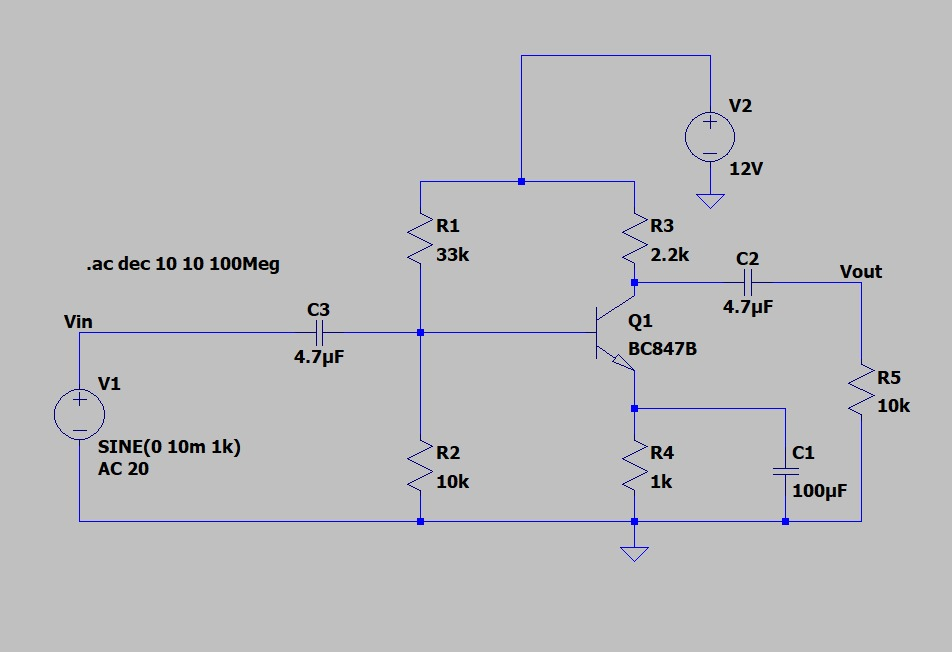 V2
12V
R1
33k
R3
2.2k
.ac dec 10 10 100Meg
C2
4.7µF
Vout
Vin
C3
4.7µF
Q1
BC847B
V1
SINE(0 10m 1k)
AC 20
R5
10k
R2
10k
R4
1k
C1
100µF